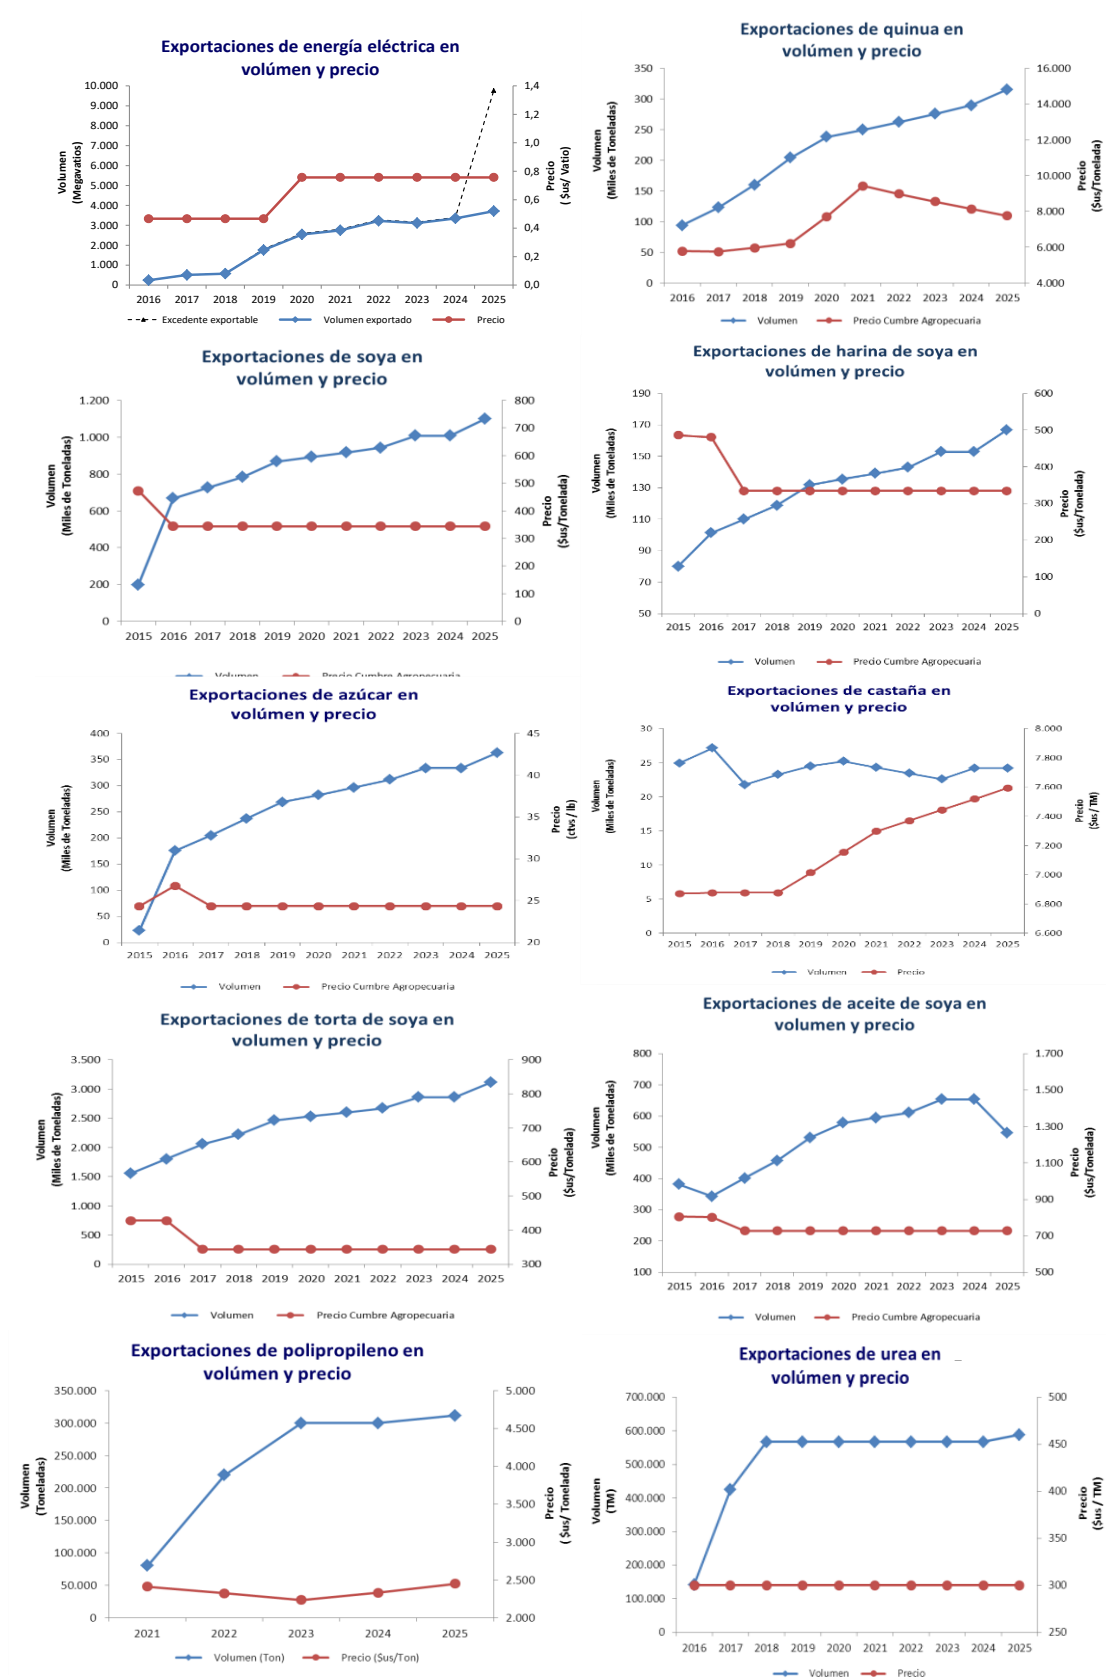 Exportaciones de energía eléctrica en
volúmen y precio
Volumen
(Megavatios)
10.000
9.000
8.000
7.000
6.000
5.000
4.000
3.000
2.000
1.000
0
1,4
1,2
1,0
0,8
0,6
0,4
0,2
0,0
Precio
( $us/ Vatio)
2016 2017 2018 2019 2020 2021 2022 2023 2024 2025
Excedente exportable Volumen exportado Precio
Exportaciones de quinua en
volúmen y precio
Volumen
(Miles de Toneladas)
350
300
250
200
150
100
50
0
16.000
14.000
12.000
10.000
8.000
6.000
4.000
Precio
($us/Tonelada)
2016 2017 2018 2019 2020 2021 2022 2023 2024 2025
Volumen Precio Cumbre Agropecuaria
Exportaciones de soya en
volúmen y precio
Volumen
(Miles de Toneladas)
1.200
1.000
800
600
400
200
0
800
700
600
500
400
300
200
100
0
Precio
($us/Tonelada)
2015 2016 2017 2018 2019 2020 2021 2022 2023 2024 2025
Volumen Precio Cumbre Agropecuaria
Exportaciones de harina de soya en
volúmen y precio
Volumen
(Miles de Toneladas)
190
170
150
130
110
90
70
50
600
500
400
300
200
100
0
Precio
($us/Tonelada)
2015 2016 2017 2018 2019 2020 2021 2022 2023 2024 2025
Volumen Precio Cumbre Agropecuaria
Exportaciones de azúcar en
volúmen y precio
Volumen
(Miles de Toneladas)
400
350
300
250
200
150
100
50
0
45
40
35
30
25
20
Precio
(ctvs / lb)
2015 2016 2017 2018 2019 2020 2021 2022 2023 2024 2025
Volumen Precio Cumbre Agropecuaria
Exportaciones de castaña en
volúmen y precio
Volumen
(Miles de Toneladas)
30
25
20
15
10
5
0
8.000
7.800
7.600
7.400
7.200
7.000
6.800
6.600
Precio
($us / TM)
2015 2016 2017 2018 2019 2020 2021 2022 2023 2024 2025
Volumen Precio
Exportaciones de torta de soya en
volumen y precio
Volumen
(Miles de Toneladas)
3.500
3.000
2.500
2.000
1.500
1.000
500
0
900
800
700
600
500
400
300
Precio
($us/Tonelada)
2015 2016 2017 2018 2019 2020 2021 2022 2023 2024 2025
Volumen Precio Cumbre Agropecuaria
Exportaciones de aceite de soya en
volumen y precio
Volumen
(Miles de Toneladas)
800
700
600
500
400
300
200
100
1.700
1.500
1.300
1.100
900
700
500
Precio
($us/Tonelada)
2015 2016 2017 2018 2019 2020 2021 2022 2023 2024 2025
Volumen Precio Cumbre Agropecuaria
Exportaciones de polipropileno en
volúmen y precio
Volumen
(Toneladas)
350.000
300.000
250.000
200.000
150.000
100.000
50.000
0
5.000
4.500
4.000
3.500
3.000
2.500
2.000
Precio
( $us/ Tonelada)
2021 2022 2023 2024 2025
Volumen (Ton) Precio ($us/Ton)
Exportaciones de urea en
volúmen y precio
Volumen
(TM)
700.000
600.000
500.000
400.000
300.000
200.000
100.000
0
500
450
400
350
300
250
Precio
($us / TM)
2016 2017 2018 2019 2020 2021 2022 2023 2024 2025
Volumen Precio